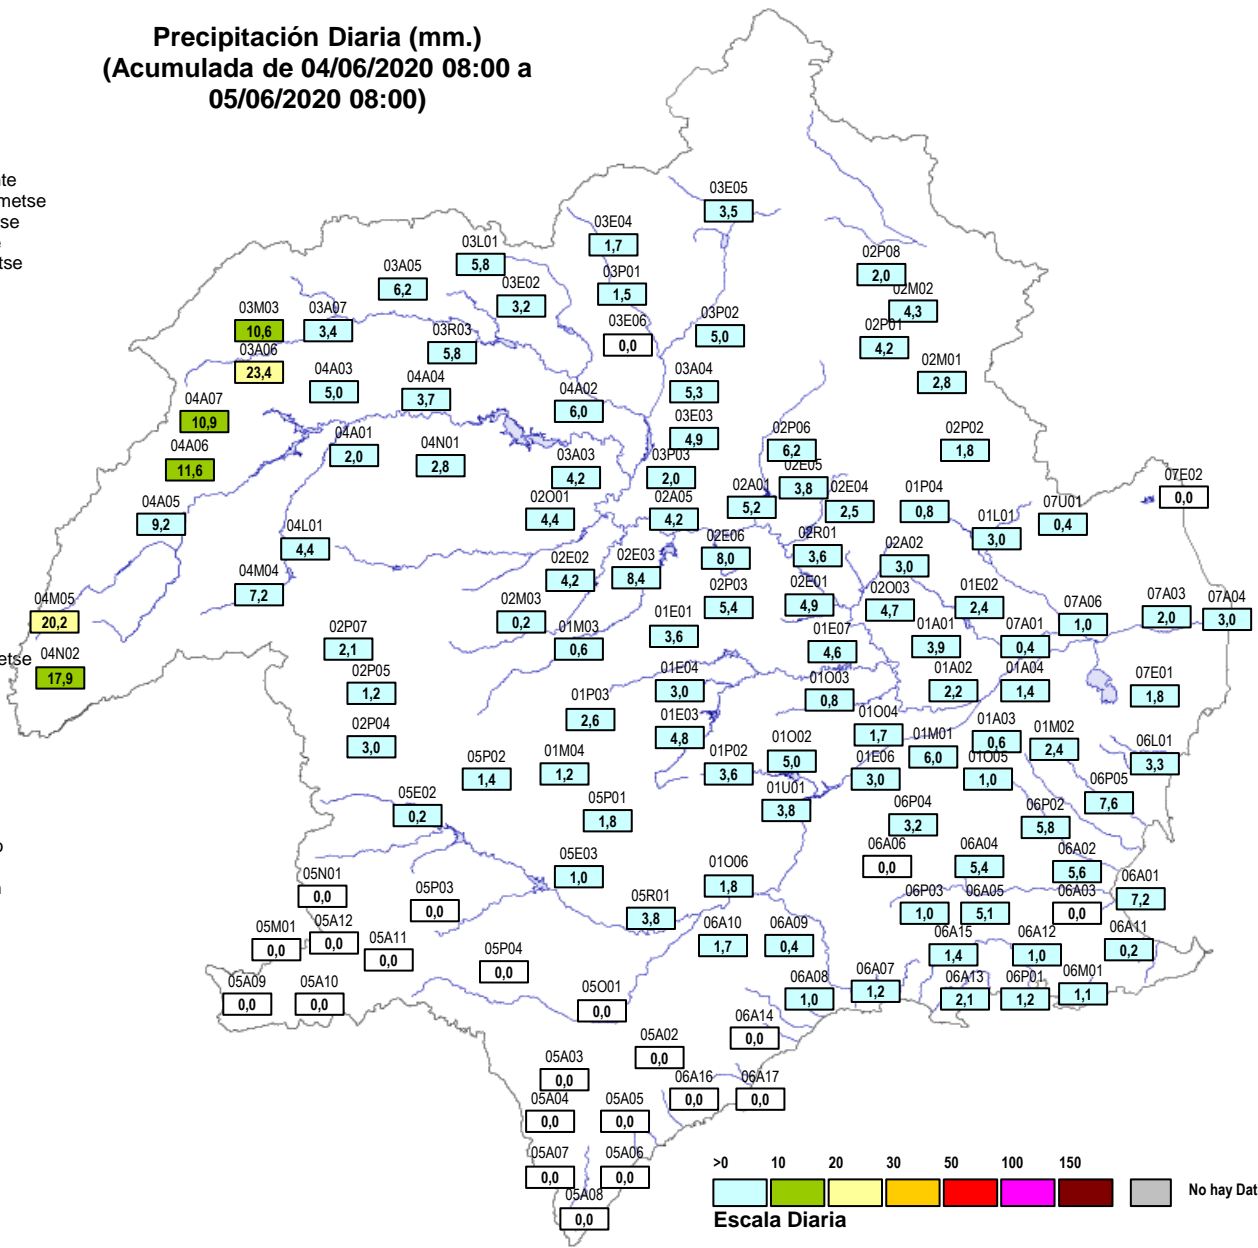 Precipitación Diaria (mm.)
(Acumulada de 04/06/2020 08:00 a
05/06/2020 08:00)
nte
metse
se
e
tse
03E05
3,5
03E04
1,7
03L01
5,8
03A05
6,2
03E02
3,2
03P01
1,5
02P08
2,0
02M02
4,3
03M03
10,6
03A07
3,4
03R03
5,8
03E06
0,0
03P02
5,0
02P01
4,2
03A06
23,4
04A03
5,0
04A04
3,7
04A02
6,0
03A04
5,3
02M01
2,8
04A07
10,9
03E03
4,9
04A06
11,6
04A01
2,0
04N01
2,8
03A03
4,2
03P03
2,0
02P06
6,2
02P02
1,8
02E05
3,8
07E02
0,0
04A05
9,2
02O01
4,4
02A05
4,2
02A01
5,2
02E04
2,5
01P04
0,8
07U01
0,4
01L01
3,0
04L01
4,4
02E02
4,2
02E03
8,4
02E06
8,0
02R01
3,6
02A02
3,0
04M04
7,2
04M05
20,2
02M03
0,2
02P03
5,4
02E01
4,9
02O03
4,7
01E02
2,4
07A06
1,0
07A03
2,0
07A04
3,0
etse
04N02
17,9
02P07
2,1
01M03
0,6
01E01
3,6
01E07
4,6
01A01
3,9
07A01
0,4
02P05
1,2
01E04
3,0
01O03
0,8
01A02
2,2
01A04
1,4
07E01
1,8
01P03
2,6
02P04
3,0
01E03
4,8
01O04
1,7
01A03
0,6
01M02
2,4
05P02
1,4
01M04
1,2
01P02
3,6
01O02
5,0
01E06
3,0
01M01
6,0
01O05
1,0
06L01
3,3
05E02
0,2
05P01
1,8
01U01
3,8
06P04
3,2
06P02
5,8
06P05
7,6
o
05E03
1,0
01O06
1,8
06A06
0,0
06A04
5,4
06A02
5,6
05N01
0,0
05P03
0,0
05R01
3,8
06P03
1,0
06A05
5,1
06A03
0,0
06A01
7,2
05M01
0,0
05A12
0,0
05A11
0,0
05P04
0,0
06A10
1,7
06A09
0,4
06A15
1,4
06A12
1,0
06A11
0,2
05A09
0,0
05A10
0,0
05O01
0,0
06A08
1,0
06A07
1,2
06A13
2,1
06P01
1,2
06M01
1,1
06A14
0,0
05A02
0,0
05A03
0,0
06A16
0,0
06A17
0,0
05A04
0,0
05A05
0,0
05A07
0,0
05A06
0,0
05A08
0,0
>0 10 20 30 50 100 150
No hay Dat
Escala Diaria